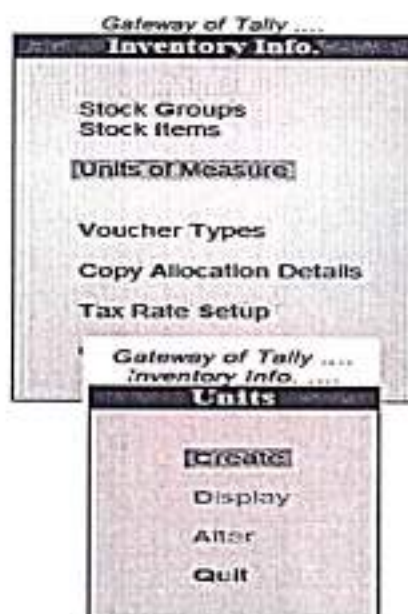 Gateway of Tally ....
Inventory Info.
Stock Groups
Stock Items
Units of Measure
Voucher Types
Copy Allocation Details
Tax Rate Setup
Gateway of Tally ....
Inventory Info. ....
Units
Create
Display
Alter
Quit